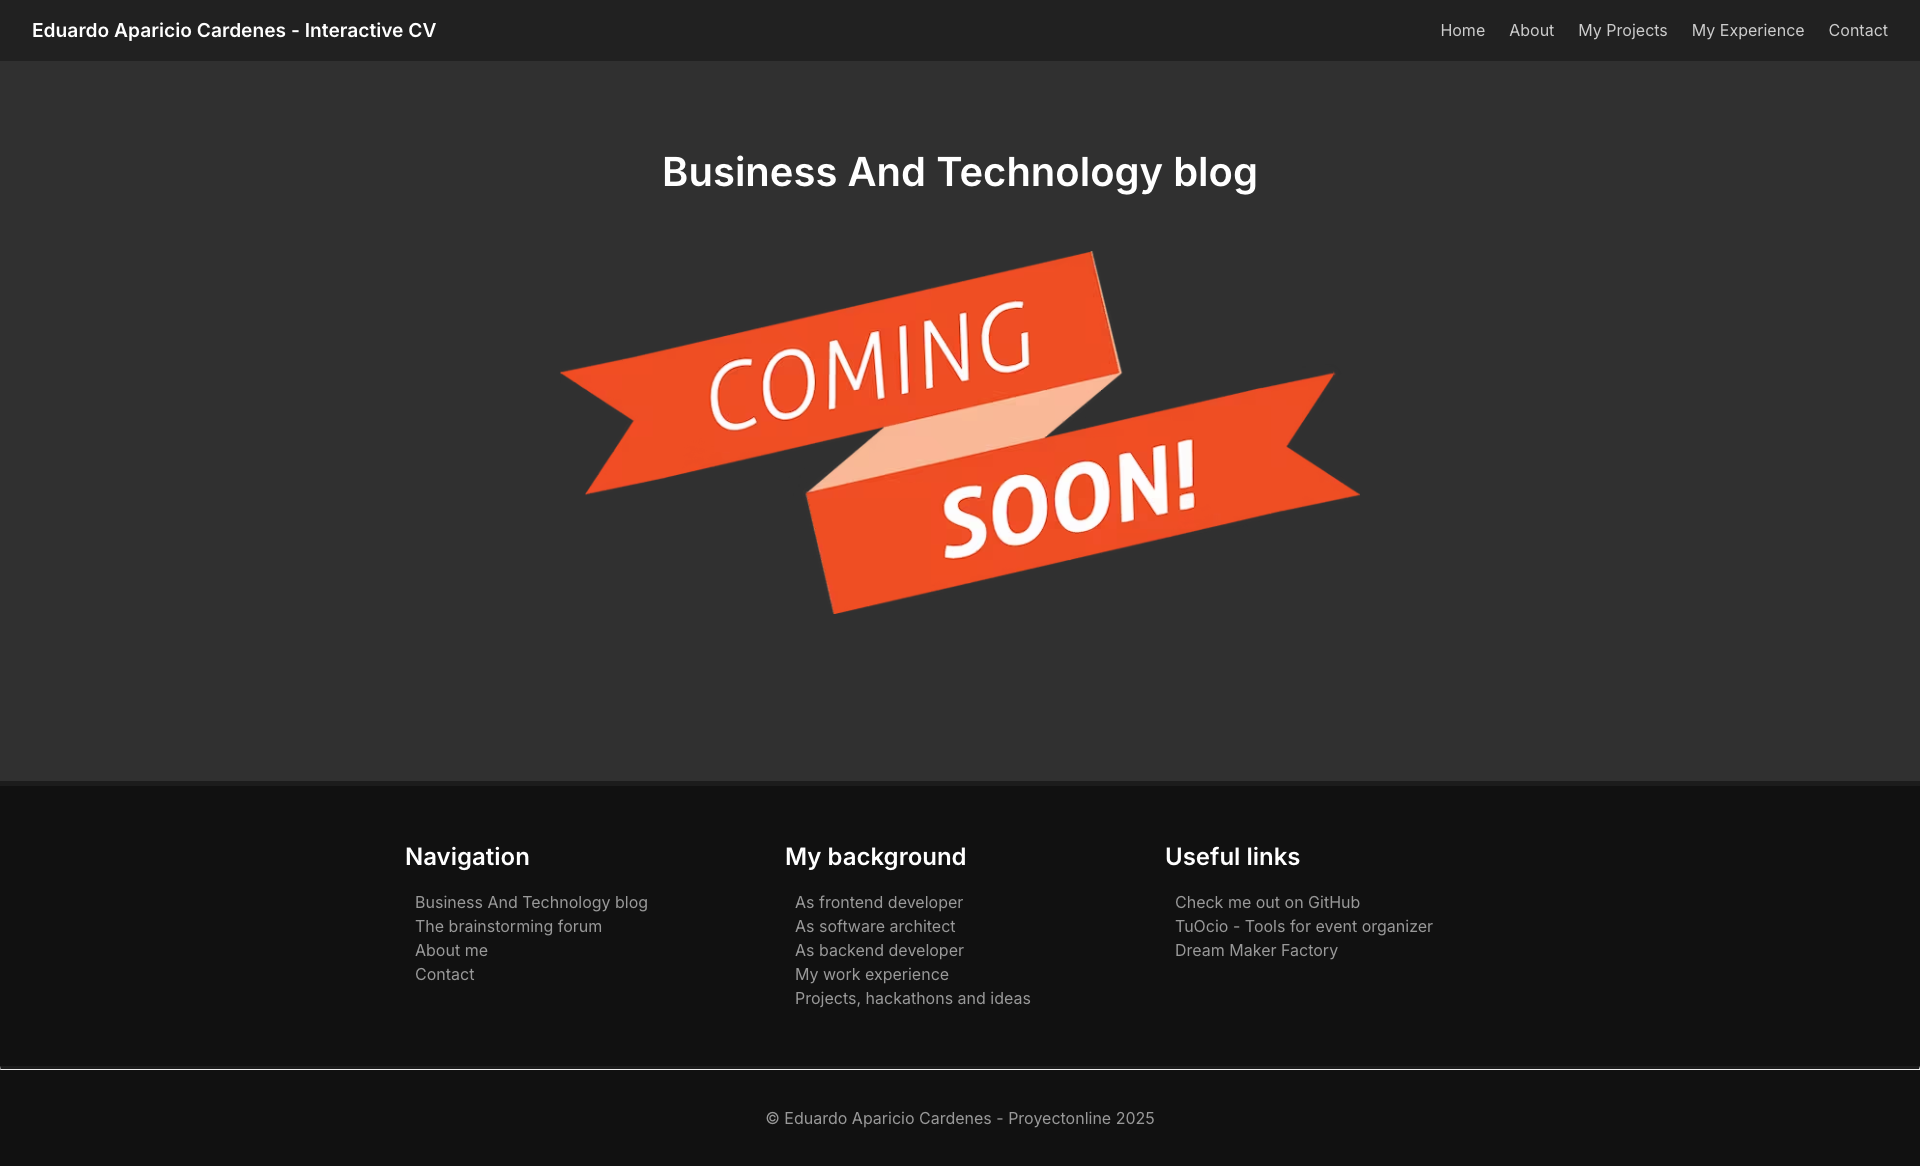 Eduardo Aparicio Cardenes - Interactive CV
Home
About
My Projects
My Experience
Contact
Business And Technology blog
COMING
SOON!
Navigation
Business And Technology blog
The brainstorming forum
About me
Contact
My background
As frontend developer
As software architect
As backend developer
My work experience
Projects, hackathons and ideas
Useful links
Check me out on GitHub
TuOcio - Tools for event organizer
Dream Maker Factory
© Eduardo Aparicio Cardenes - Proyectonline 2025